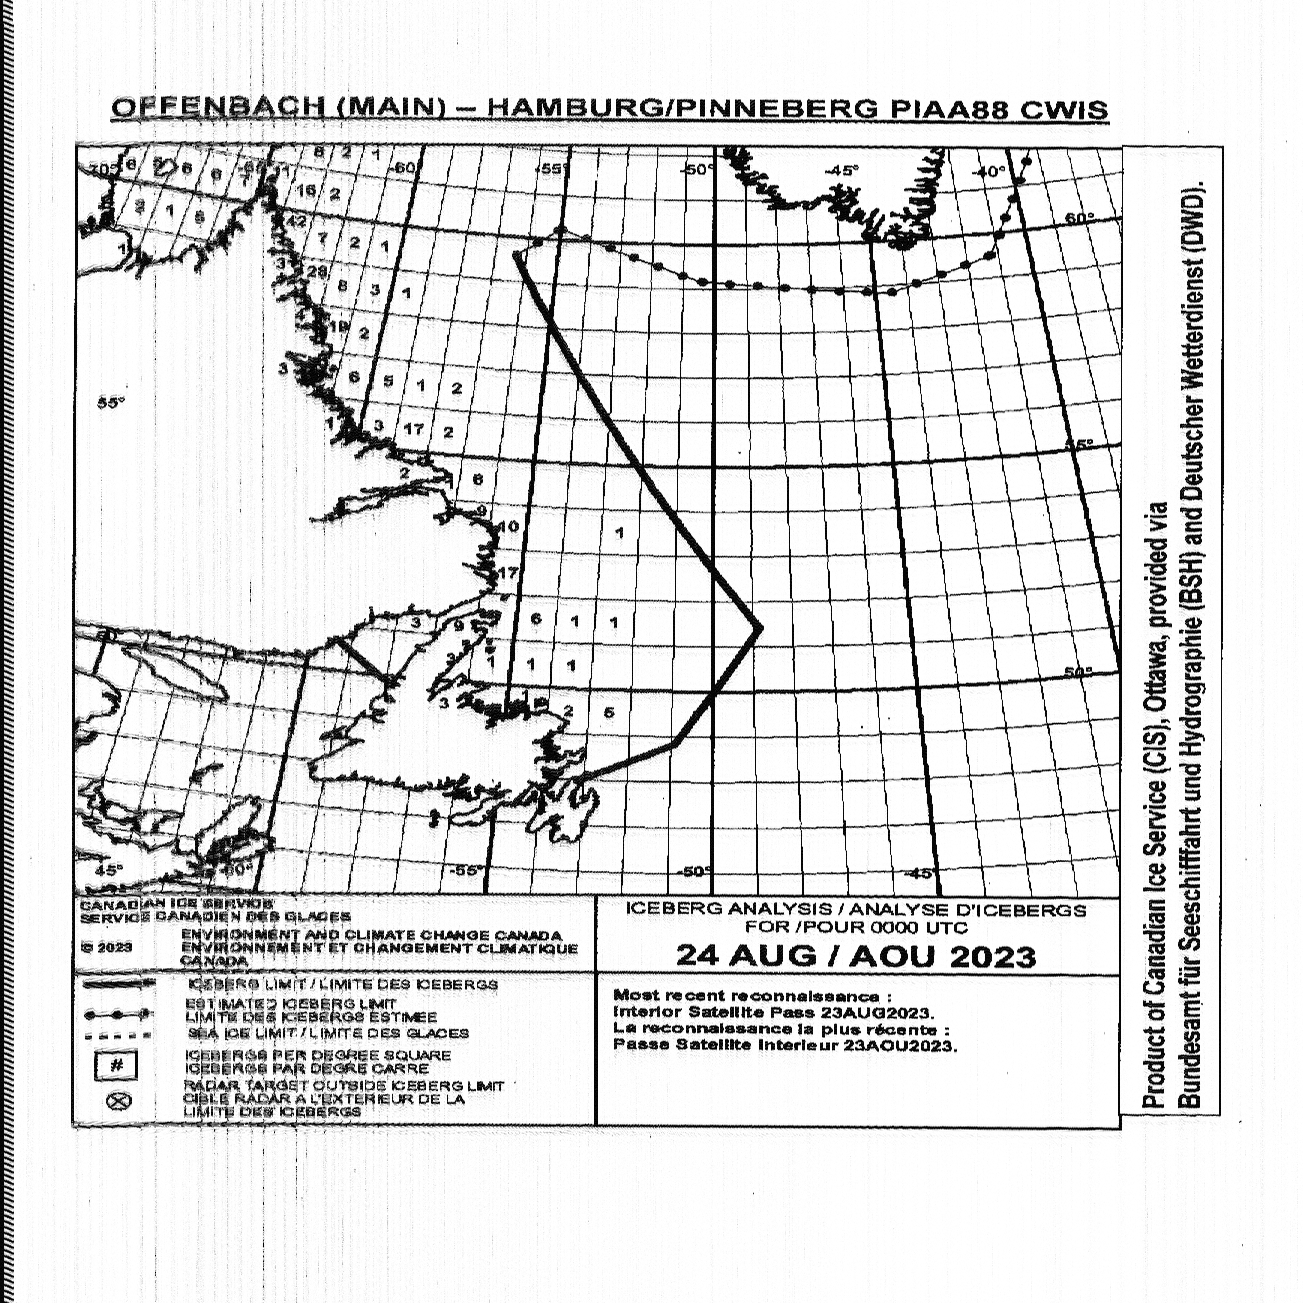 OFFENBACH (MAIN) – HAMBURG/PINNEBERG PIAA88 CWIS
6 2 1
-60° -55° -50° -45° -40°
6 5 6 6
16 2
1 5
60°
42
7 2 1
1
3 28
8 3 1
19 2
3
6 5 1 2
55°
1 3 17 2
55°
2 6
9
10 1
17
3 9 6 1 1
50
3 1 1 1
50°
3 2 5
45° -60° -55° -50° -45°
CANADIAN ICE SERVICE
SERVICE CANADIEN DES GLACES
© 2023
ENVIRONMENT AND CLIMATE CHANGE CANADA
ENVIRONNEMENT ET CHANGEMENT CLIMATIQUE
CANADA
ICEBERG ANALYSIS / ANALYSE D'ICEBERGS
FOR /POUR 0000 UTC
24 AUG / AOU 2023
ICEBERG LIMIT / LIMITE DES ICEBERGS
ESTIMATED ICEBERG LIMIT
LIMITE DES ICEBERGS ESTIMEE
SEA ICE LIMIT / LIMITE DES GLACES
#
ICEBERGS PER DEGREE SQUARE
ICEBERGS PAR DEGRE CARRE
RADAR TARGET OUTSIDE ICEBERG LIMIT
CIBLE RADAR A L'EXTERIEUR DE LA
LIMITE DES ICEBERGS
Most recent reconnaissance :
Interior Satellite Pass 23AUG2023.
La reconnaissance la plus récente :
Passe Satellite Interieur 23AOU2023.
Product of Canadian Ice Service (CIS), Ottawa, provided via
Bundesamt für Seeschifffahrt und Hydrographie (BSH) and Deutscher Wetterdienst (DWD).